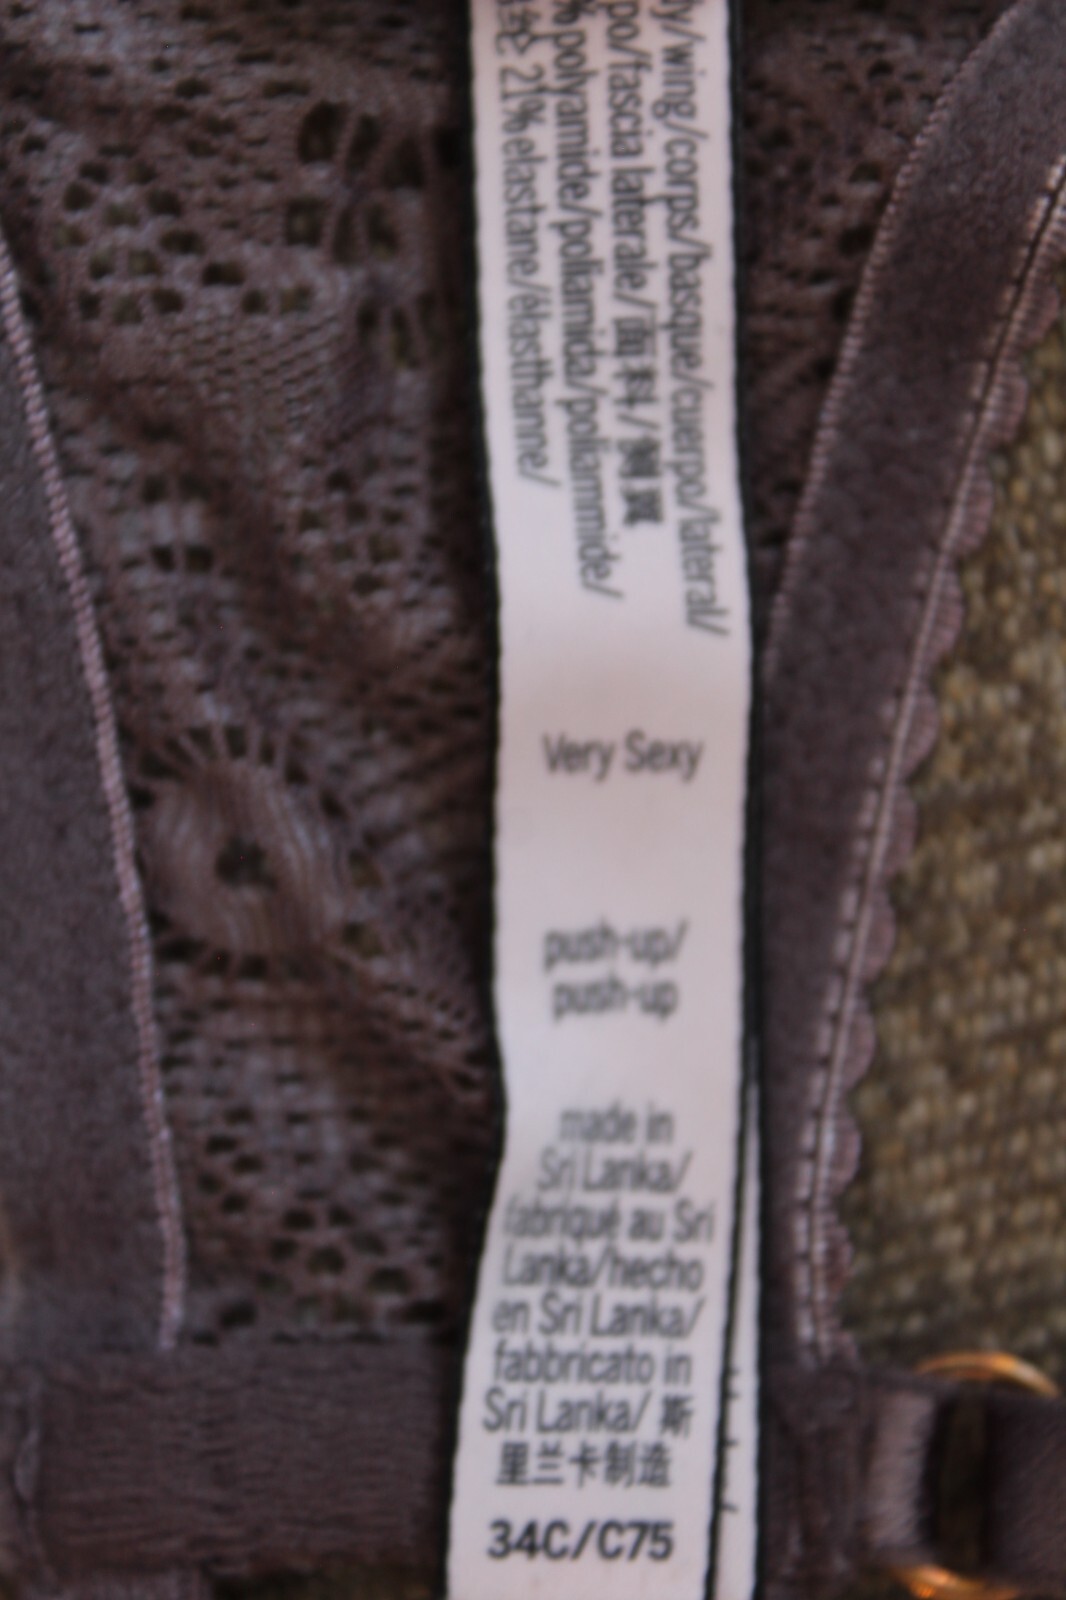 /wing/corps/basque/cuerpo/lateral/
po/fascia laterale/面料/侧翼
% polyamide/poliamida/poliammide/
纶 21% elastane/élasthanne/
Very Sexy
push-up/
push-up
made in
Sri Lanka/
fabriqué au Sri
Lanka/hecho
en Sri Lanka/
fabbricato in
Sri Lanka/ 斯
里兰卡制造
34C/C75